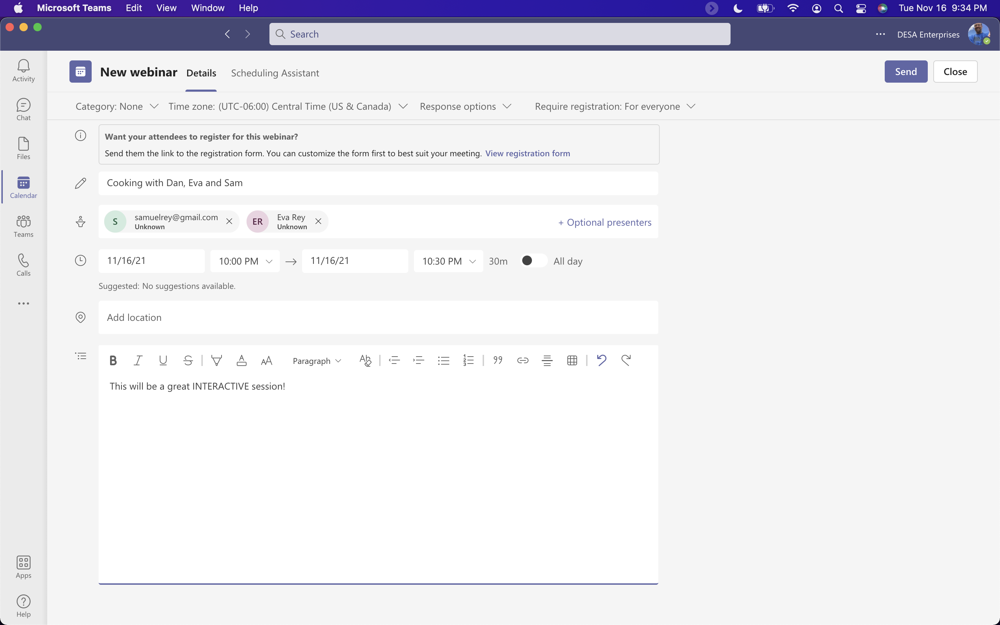 Microsoft Teams Edit View Window Help Tue Nov 16 9:34 PM
Search
DESA Enterprises
Activity
Chat
Files
Calendar
Teams
Calls
Apps
Help
New webinar Details Scheduling Assistant Send Close
Category: None Time zone: (UTC-06:00) Central Time (US & Canada) Response options Require registration: For everyone
Want your attendees to register for this webinar?
Send them the link to the registration form. You can customize the form first to best suit your meeting. View registration form
Cooking with Dan, Eva and Sam
S samuelrey@gmail.com
Unknown
ER Eva Rey
Unknown
+ Optional presenters
11/16/21 10:00 PM → 11/16/21 10:30 PM 30m All day
Suggested: No suggestions available.
Add location
Paragraph
This will be a great INTERACTIVE session!